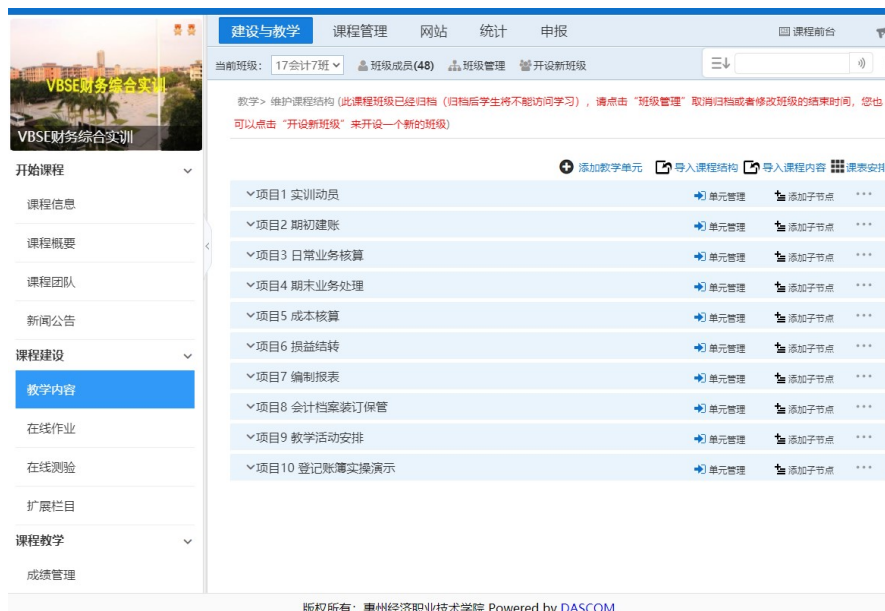 建设与教学 课程管理 网站 统计 申报 课程前台
当前班级： 17会计7班 班级成员(48) 班级管理 开设新班级
VBSE财务综合实训
VBSE财务综合实训
教学> 维护课程结构 (此课程班级已经归档（归档后学生将不能访问学习），请点击“班级管理”取消归档或者修改班级的结束时间，您也
可以点击“开设新班级”来开设一个新的班级)
添加教学单元 导入课程结构 导入课程内容 课表安排
开始课程
课程信息
课程概要
课程团队
新闻公告
课程建设
教学内容
在线作业
在线测验
扩展栏目
课程教学
成绩管理
项目1 实训动员 单元管理 添加子节点
项目2 期初建账 单元管理 添加子节点
项目3 日常业务核算 单元管理 添加子节点
项目4 期末业务处理 单元管理 添加子节点
项目5 成本核算 单元管理 添加子节点
项目6 损益结转 单元管理 添加子节点
项目7 编制报表 单元管理 添加子节点
项目8 会计档案装订保管 单元管理 添加子节点
项目9 教学活动安排 单元管理 添加子节点
项目10 登记账簿实操演示 单元管理 添加子节点
版权所有：惠州经济职业技术学院 Powered by DASCOM